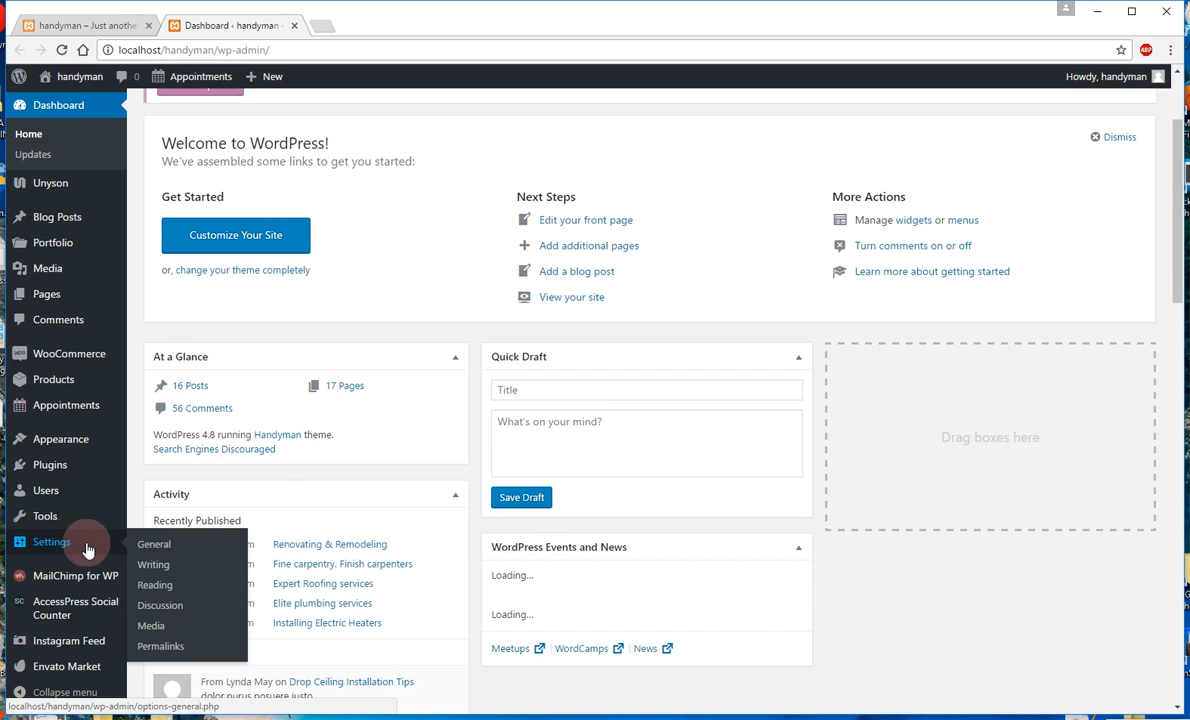 handyman – Just anothe
Dashboard ‹ handyman
localhost/handyman/wp-admin/
ABP
handyman
0
Appointments
New
Howdy, handyman
Dashboard
Home
Updates
Unyson
Blog Posts
Portfolio
Media
Pages
Comments
WooCommerce
Products
Appointments
Appearance
Plugins
Users
Tools
Settings
MailChimp for WP
AccessPress Social
Counter
Instagram Feed
Envato Market
Collapse menu
General
Writing
Reading
Discussion
Media
Permalinks
Welcome to WordPress!
We've assembled some links to get you started:
Dismiss
Get Started
Customize Your Site
or, change your theme completely
Next Steps
Edit your front page
Add additional pages
Add a blog post
View your site
More Actions
Manage widgets or menus
Turn comments on or off
Learn more about getting started
At a Glance
16 Posts
17 Pages
56 Comments
WordPress 4.8 running Handyman theme.
Search Engines Discouraged
Activity
Recently Published
m Renovating & Remodeling
m Fine carpentry. Finish carpenters
m Expert Roofing services
m Elite plumbing services
m Installing Electric Heaters
From Lynda May on Drop Ceiling Installation Tips
dolor purus posuere justo
Quick Draft
Title
What's on your mind?
Save Draft
WordPress Events and News
Loading...
Loading...
Meetups | WordCamps | News
Drag boxes here
localhost/handyman/wp-admin/options-general.php